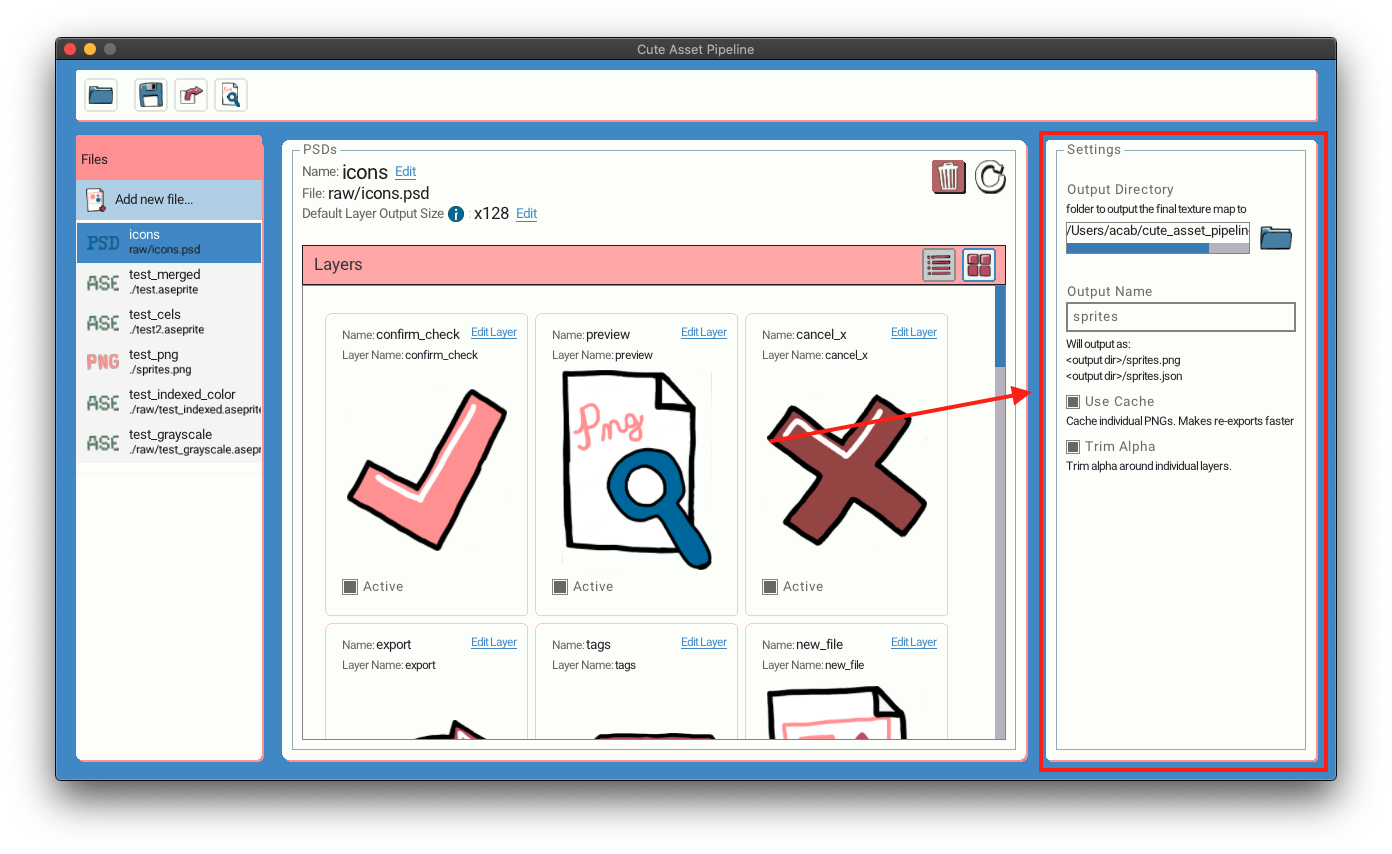 Cute Asset Pipeline
Files
Add new file...
PSD
icons
raw/icons.psd
ASE
test_merged
./test.aseprite
ASE
test_cels
./test2.aseprite
PNG
test_png
./sprites.png
ASE
test_indexed_color
./raw/test_indexed.aseprite
ASE
test_grayscale
./raw/test_grayscale.asepr
PSDs
Name: icons Edit
File: raw/icons.psd
Default Layer Output Size i : x128 Edit
Layers
Name: confirm_check Edit Layer
Layer Name: confirm_check
Active
Name: preview Edit Layer
Layer Name: preview
Png
Active
Name: cancel_x Edit Layer
Layer Name: cancel_x
Active
Name: export Edit Layer
Layer Name: export
Name: tags Edit Layer
Layer Name: tags
Name: new_file Edit Layer
Layer Name: new_file
Settings
Output Directory
folder to output the final texture map to
/Users/acab/cute_asset_pipelin
Output Name
sprites
Will output as:
<output dir>/sprites.png
<output dir>/sprites.json
Use Cache
Cache individual PNGs. Makes re-exports faster
Trim Alpha
Trim alpha around individual layers.